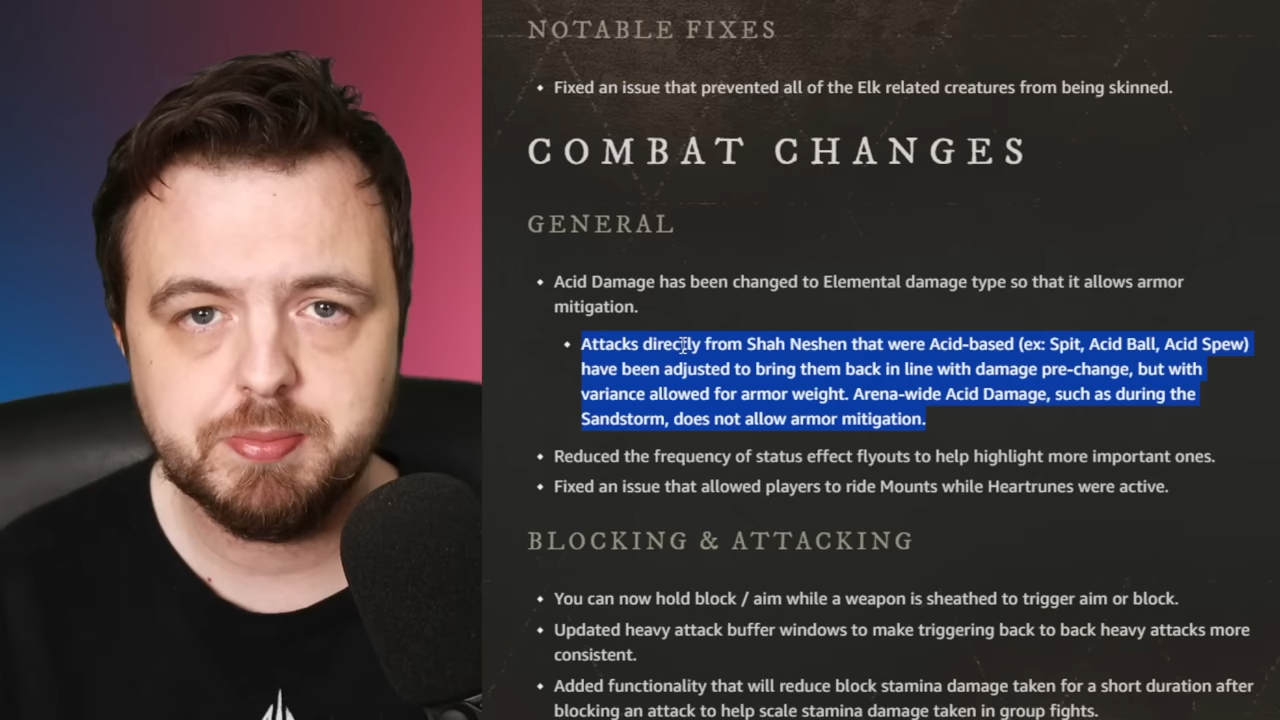 NOTABLE FIXES
Fixed an issue that prevented all of the Elk related creatures from being skinned.
COMBAT CHANGES
GENERAL
Acid Damage has been changed to Elemental damage type so that it allows armor
mitigation.
Attacks directly from Shah Neshen that were Acid-based (ex: Spit, Acid Ball, Acid Spew)
have been adjusted to bring them back in line with damage pre-change, but with
variance allowed for armor weight. Arena-wide Acid Damage, such as during the
Sandstorm, does not allow armor mitigation.
Reduced the frequency of status effect flyouts to help highlight more important ones.
Fixed an issue that allowed players to ride Mounts while Heartrunes were active.
BLOCKING & ATTACKING
You can now hold block / aim while a weapon is sheathed to trigger aim or block.
Updated heavy attack buffer windows to make triggering back to back heavy attacks more
consistent.
Added functionality that will reduce block stamina damage taken for a short duration after
blocking an attack to help scale stamina damage taken in group fights.